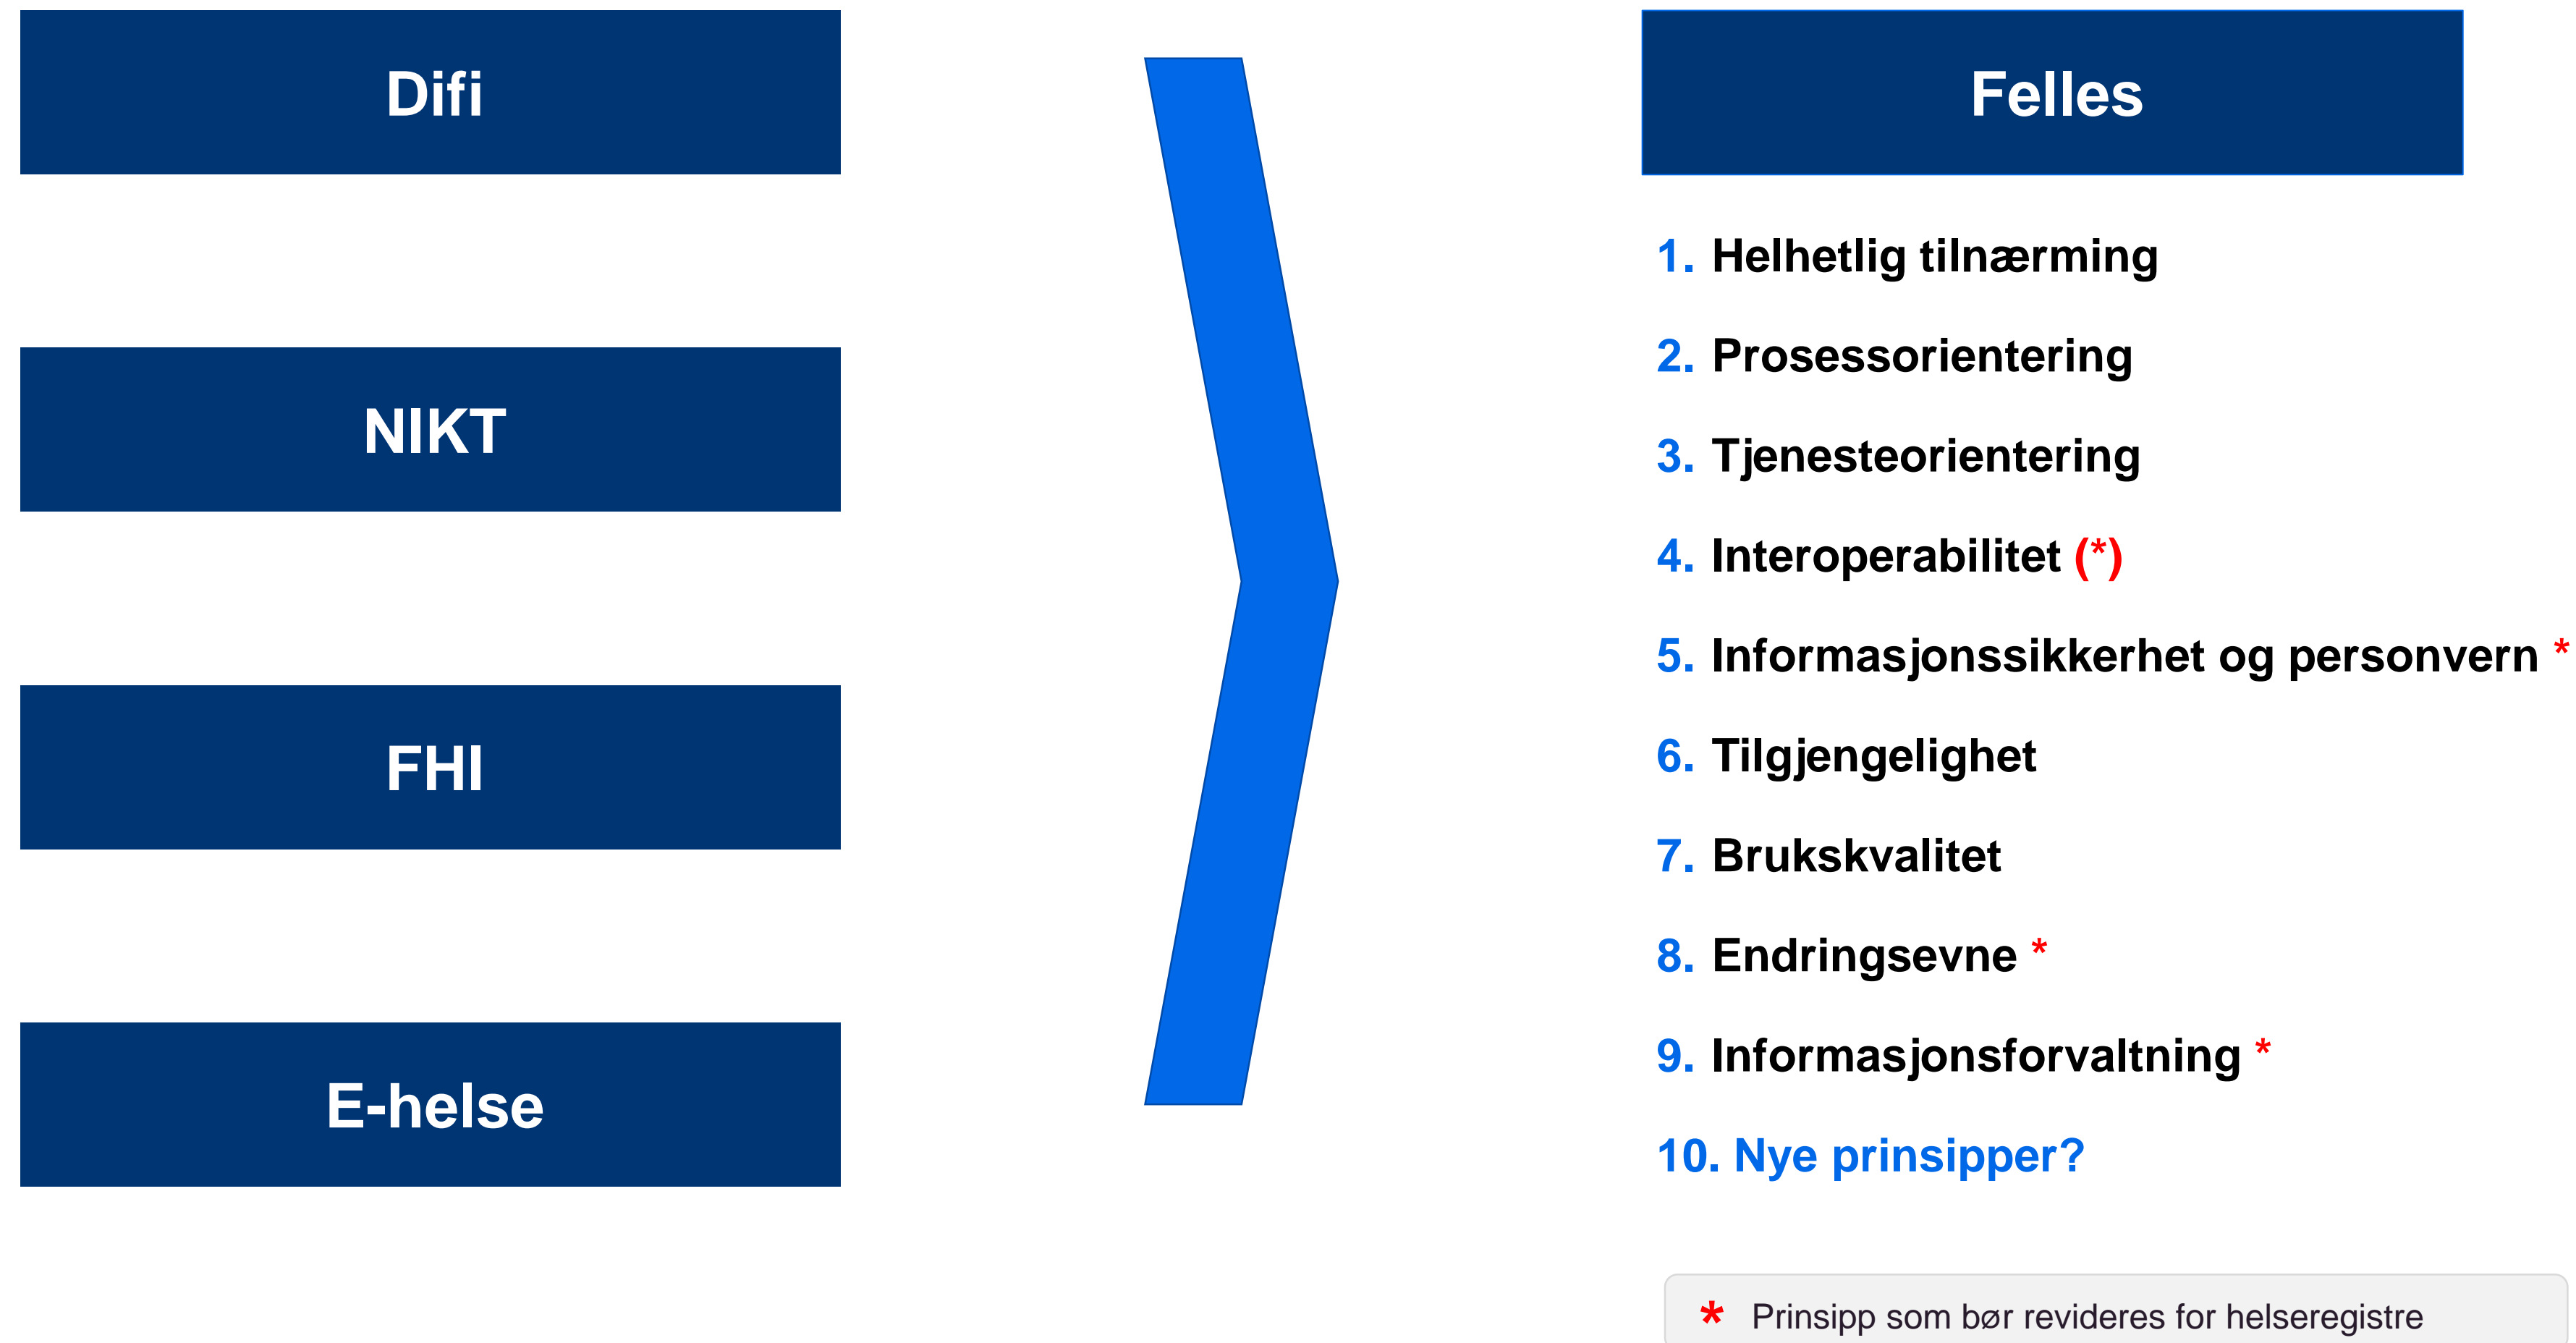 Difi
NIKT
FHI
E-helse
Felles
1. Helhetlig tilnærming
2. Prosessorientering
3. Tjenesteorientering
4. Interoperabilitet (*)
5. Informasjonssikkerhet og personvern *
6. Tilgjengelighet
7. Brukskvalitet
8. Endringsevne *
9. Informasjonsforvaltning *
10. Nye prinsipper?
* Prinsipp som bør revideres for helseregistre